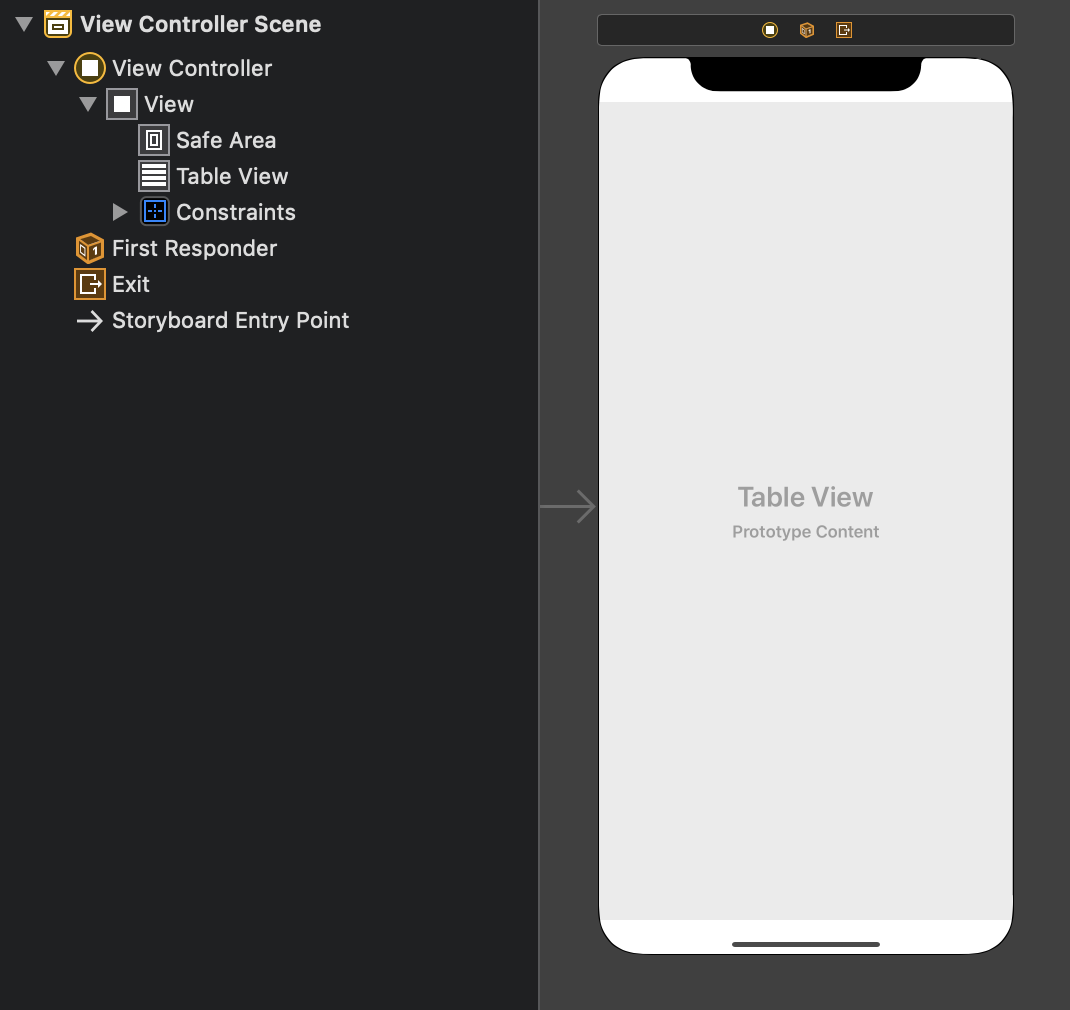 View Controller Scene
View Controller
View
Safe Area
Table View
Constraints
First Responder
Exit
Storyboard Entry Point
Table View
Prototype Content